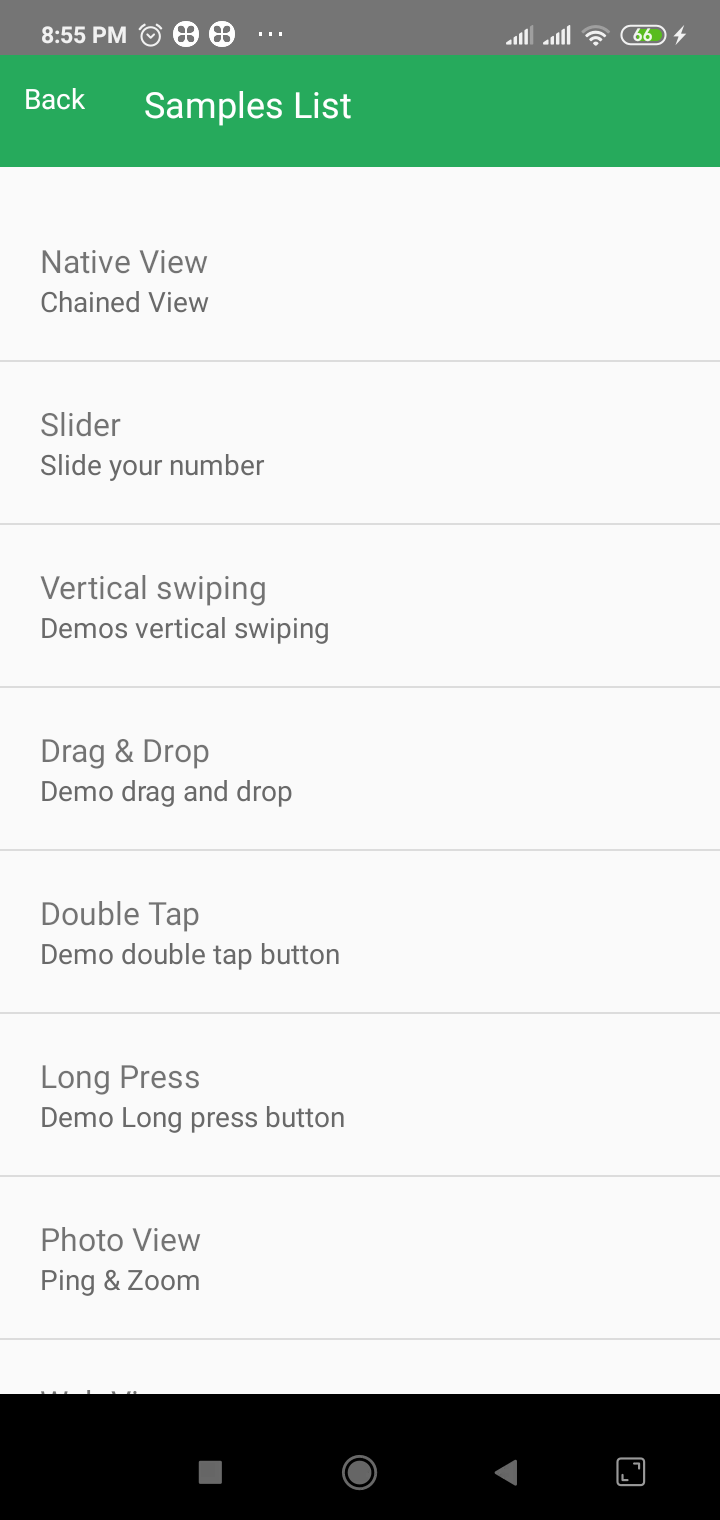 8:55 PM
66
Back
Samples List
Native View
Chained View
Slider
Slide your number
Vertical swiping
Demos vertical swiping
Drag & Drop
Demo drag and drop
Double Tap
Demo double tap button
Long Press
Demo Long press button
Photo View
Ping & Zoom